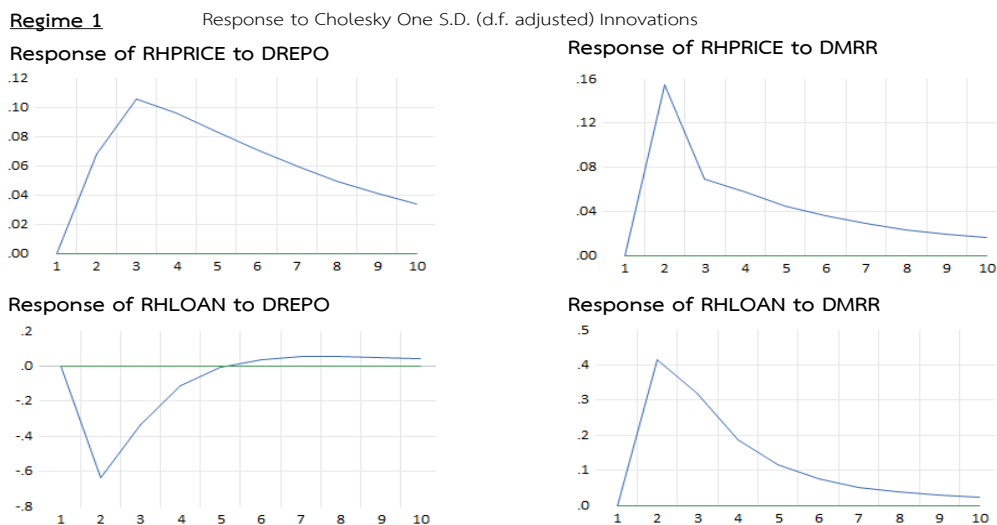 Regime 1
Response to Cholesky One S.D. (d.f. adjusted) Innovations
Response of RHPRICE to DREPO
.12
.10
.08
.06
.04
.02
.00
1 2 3 4 5 6 7 8 9 10
Response of RHPRICE to DMRR
.16
.12
.08
.04
.00
1 2 3 4 5 6 7 8 9 10
Response of RHLOAN to DREPO
.2
.0
-.2
-.4
-.6
-.8
1 2 3 4 5 6 7 8 9 10
Response of RHLOAN to DMRR
.5
.4
.3
.2
.1
.0
1 2 3 4 5 6 7 8 9 10